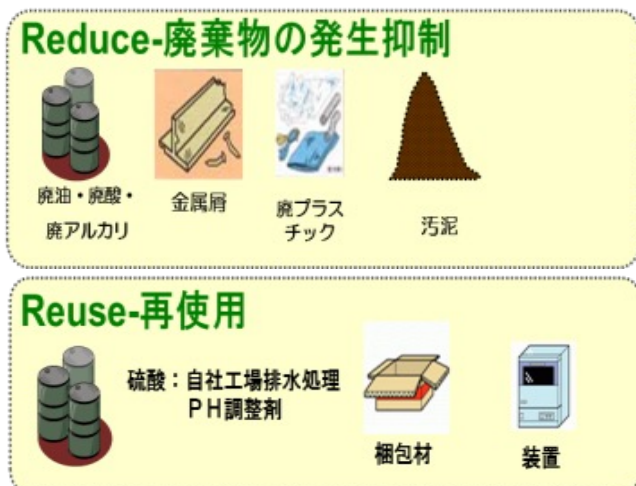 Reduce-廃棄物の発生抑制
廃油・廃酸・
廃アルカリ
金属屑
廃プラス
チック
汚泥
Reuse-再使用
硫酸：自社工場排水処理
ＰＨ調整剤
梱包材
装置